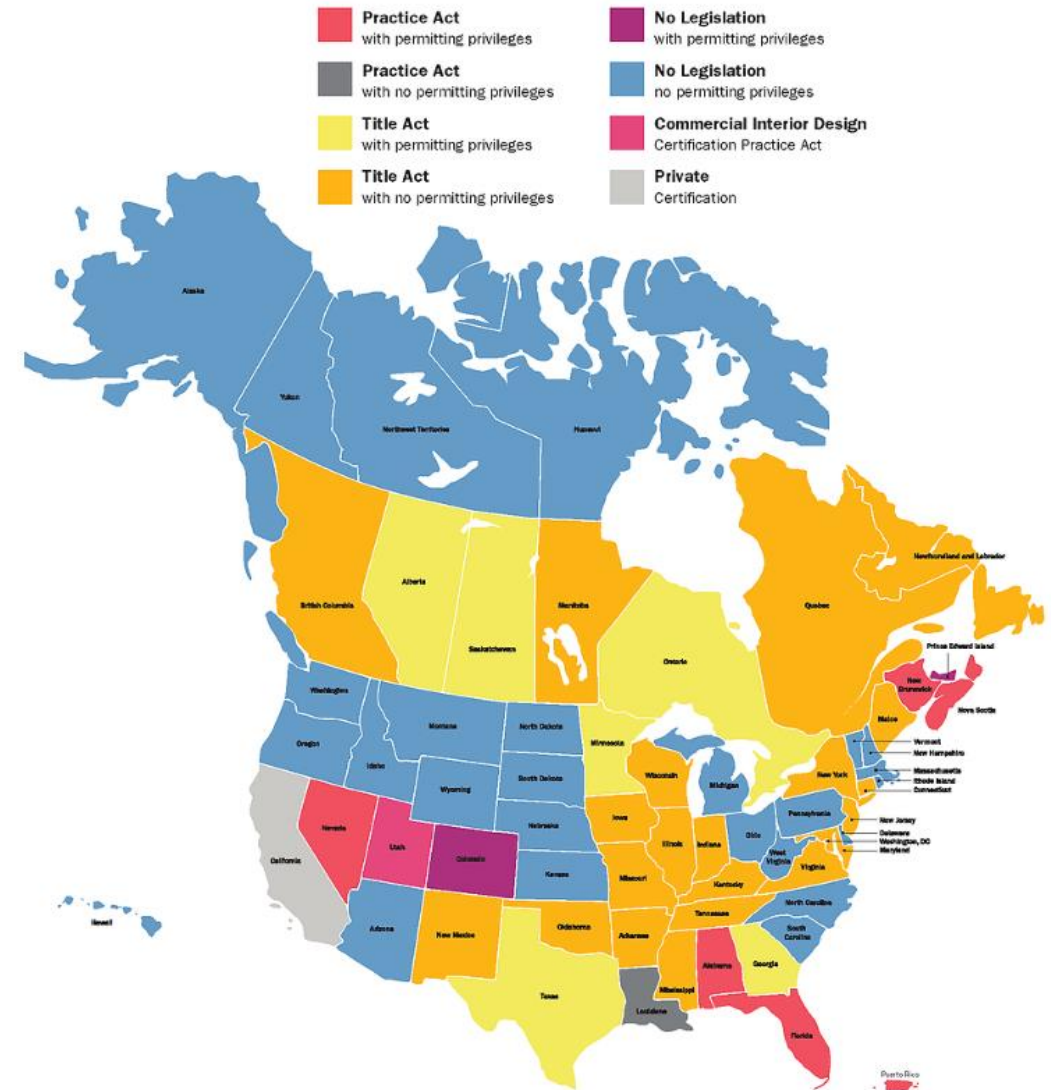 Practice Act
with permitting privileges
No Legislation
with permitting privileges
Practice Act
with no permitting privileges
No Legislation
no permitting privileges
Title Act
with permitting privileges
Commercial Interior Design
Certification Practice Act
Title Act
with no permitting privileges
Private
Certification
Alaska
Yukon
Northwest Territories
Nunavut
Newfoundland and Labrador
Alberta
British Columbia
Manitoba
Quebec
Saskatchewan
Ontario
Prince Edward Island
New
Brunswick
Nova Scotia
Washington
Maine
Montana
North Dakota
Oregon
Minnesota
Vermont
New Hampshire
Idaho
Wisconsin
New York
Massachusetts
South Dakota
Rhode Island
Michigan
Connecticut
Wyoming
Pennsylvania
Iowa
New Jersey
Nebraska
Nevada
Ohio
Delaware
Washington, DC
Illinois
Indiana
Utah
Maryland
West
Virginia
Colorado
California
Virginia
Kansas
Missouri
Kentucky
North Carolina
Tennessee
Hawaii
Oklahoma
Arizona
South
Carolina
New Mexico
Arkansas
Alabama
Georgia
Mississippi
Texas
Louisiana
Florida
Puerto Rico